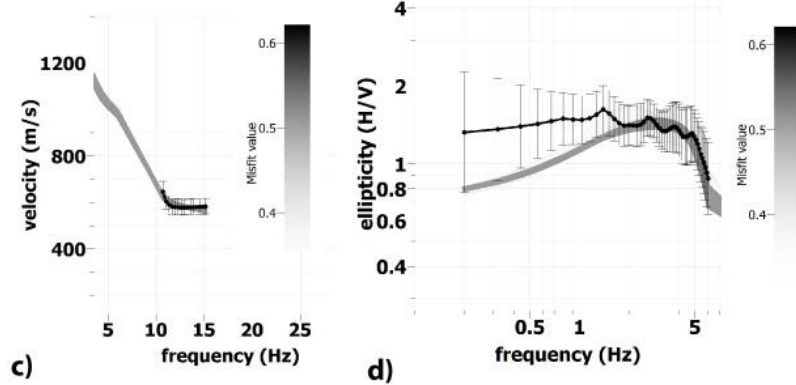 velocity (m/s)
1200
800
400
5 10 15 20 25
frequency (Hz)
c)
Misfit value
0.6
0.5
0.4
ellipticity (H/V)
4
2
1
0.8
0.6
0.4
0.5 1 5
frequency (Hz)
d)
Misfit value
0.6
0.5
0.4